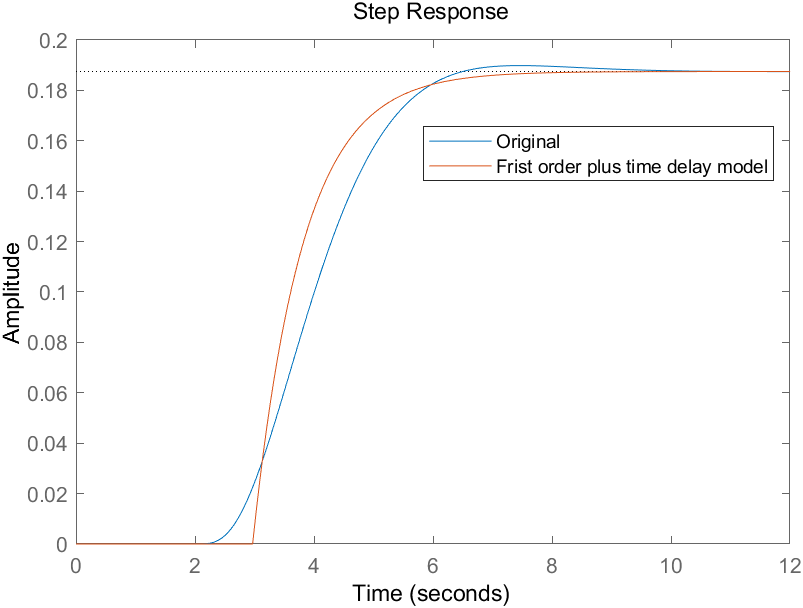 Step Response
0.2
0.18
0.16
0.14
0.12
0.1
0.08
0.06
0.04
0.02
0
Amplitude
Original
Frist order plus time delay model
0 2 4 6 8 10 12
Time (seconds)